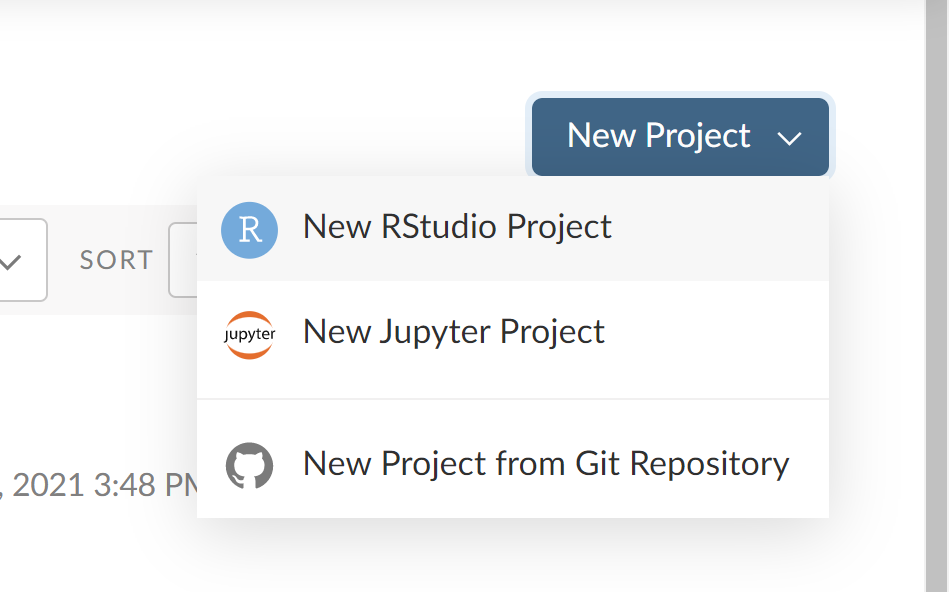 New Project
R New RStudio Project
SORT
jupyter New Jupyter Project
New Project from Git Repository
, 2021 3:48 PM